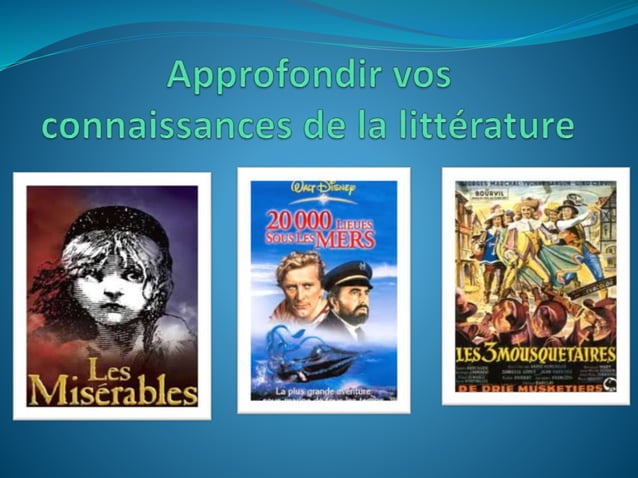 Approfondir vos
connaissances de la littérature
Les
Misérables
WALT DISNEY
20 000 LIEUES
SOUS LES MERS
La plus grande aventure
GEORGES MARCHAL YVONNE SANSON GINO CERVI
BOURVIL
LES 3 MOUSQUETAIRES
DE DRIE MUSKETIERS